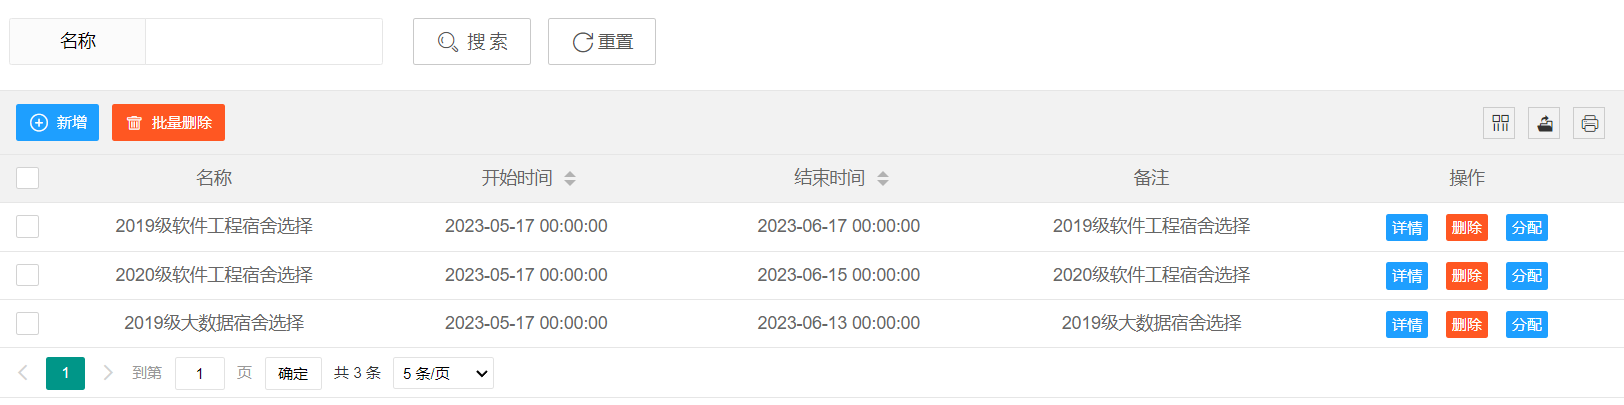 名称 搜 索 重置
新增 批量删除
名称 开始时间 结束时间 备注 操作
2019级软件工程宿舍选择 2023-05-17 00:00:00 2023-06-17 00:00:00 2019级软件工程宿舍选择 详情 删除 分配
2020级软件工程宿舍选择 2023-05-17 00:00:00 2023-06-15 00:00:00 2020级软件工程宿舍选择 详情 删除 分配
2019级大数据宿舍选择 2023-05-17 00:00:00 2023-06-13 00:00:00 2019级大数据宿舍选择 详情 删除 分配
1 到第 1 页 确定 共 3 条 5 条/页